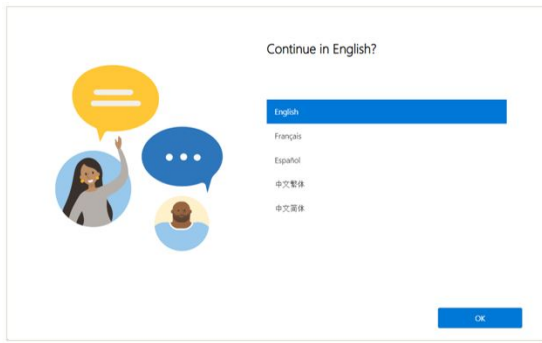 Continue in English?
English
Français
Español
中文繁体
中文简体
OK